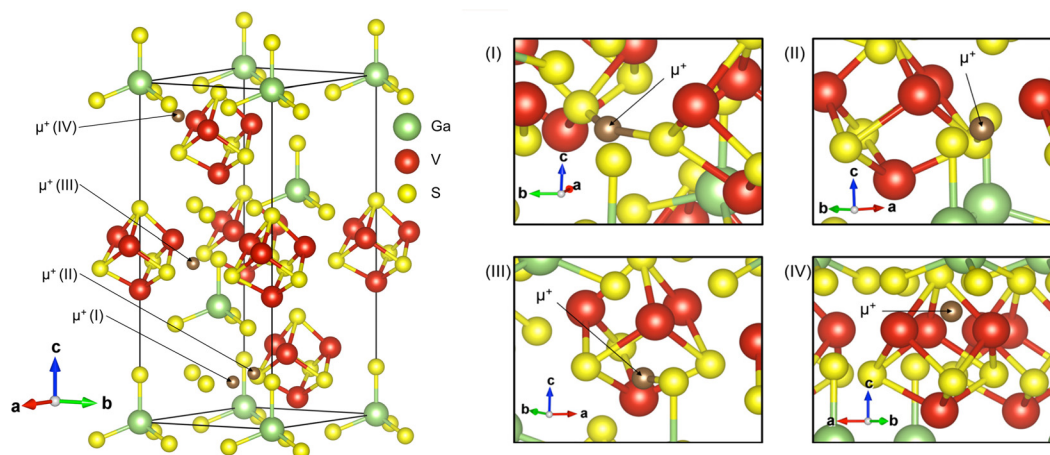 μ⁺ (IV)
μ⁺ (III)
μ⁺ (II)
μ⁺ (I)
Ga
V
S
c
a
b
(I)
μ⁺
c
b
a
(II)
μ⁺
c
b
a
(III)
μ⁺
c
b
a
(IV)
μ⁺
c
a
b